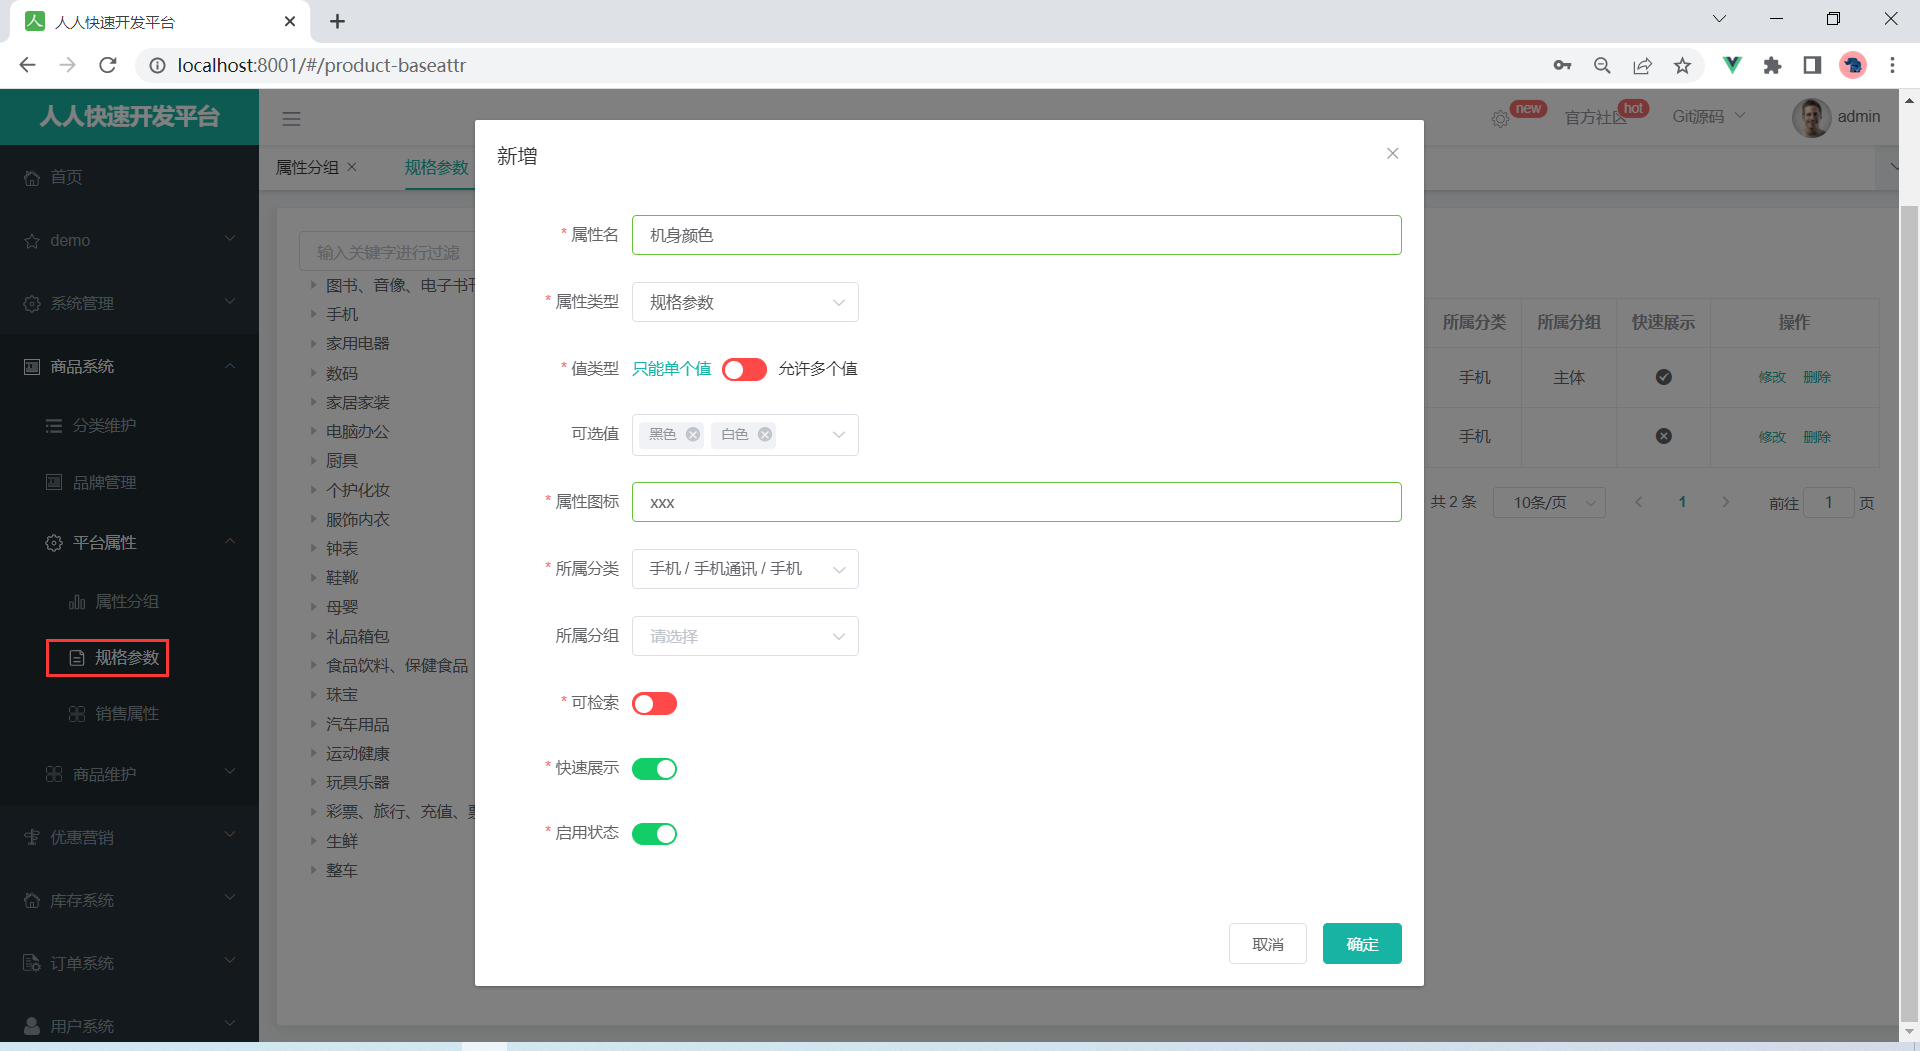 人人快速开发平台
localhost:8001/#/product-baseattr
人人快速开发平台
new
官方社区
hot
Git源码
admin
首页
demo
系统管理
商品系统
分类维护
品牌管理
平台属性
属性分组
规格参数
销售属性
商品维护
优惠营销
库存系统
订单系统
用户系统
属性分组
规格参数
输入关键字进行过滤
图书、音像、电子书刊
手机
家用电器
数码
家居家装
电脑办公
厨具
个护化妆
服饰内衣
钟表
鞋靴
母婴
礼品箱包
食品饮料、保健食品
珠宝
汽车用品
运动健康
玩具乐器
彩票、旅行、充值、
生鲜
整车
新增
* 属性名 机身颜色
* 属性类型 规格参数
* 值类型 只能单个值 允许多个值
可选值 黑色 白色
* 属性图标 xxx
* 所属分类 手机 / 手机通讯 / 手机
所属分组 请选择
* 可检索
* 快速展示
* 启用状态
取消 确定
所属分类 所属分组 快速展示 操作
手机 主体 修改 删除
手机 修改 删除
共 2 条 10条/页 1 前往 1 页